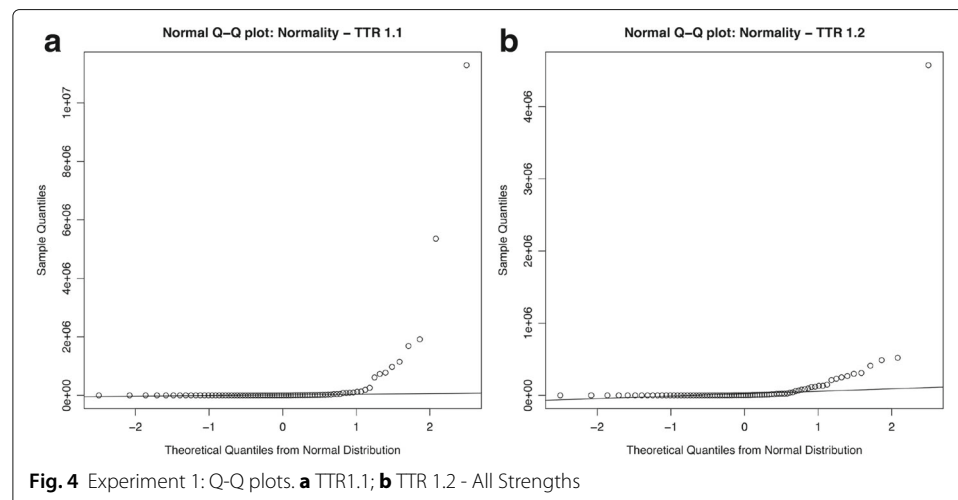 a
Normal Q–Q plot: Normality – TTR 1.1
Sample Quantiles
1e+07
8e+06
6e+06
4e+06
2e+06
0e+00
−2 −1 0 1 2
Theoretical Quantiles from Normal Distribution
b
Normal Q–Q plot: Normality – TTR 1.2
Sample Quantiles
4e+06
3e+06
2e+06
1e+06
0e+00
−2 −1 0 1 2
Theoretical Quantiles from Normal Distribution
Fig. 4 Experiment 1: Q-Q plots. a TTR1.1; b TTR 1.2 - All Strengths